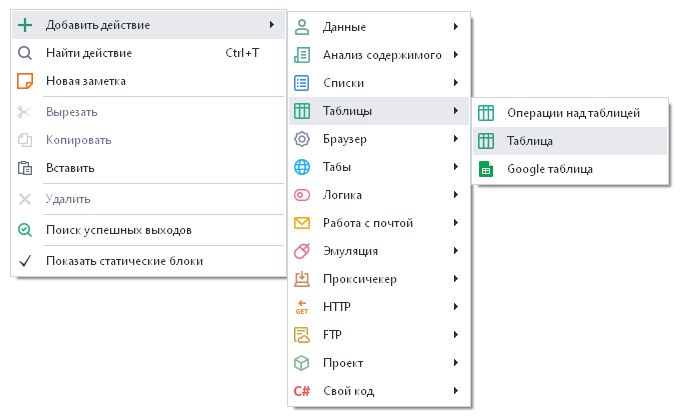 Добавить действие
Найти действие Ctrl+T
Новая заметка
Вырезать
Копировать
Вставить
Удалить
Поиск успешных выходов
Показать статические блоки
Данные
Анализ содержимого
Списки
Таблицы
Браузер
Табы
Логика
Работа с почтой
Эмуляция
Проксичекер
GET HTTP
FTP
Проект
C# Свой код
Операции над таблицей
Таблица
Google таблица